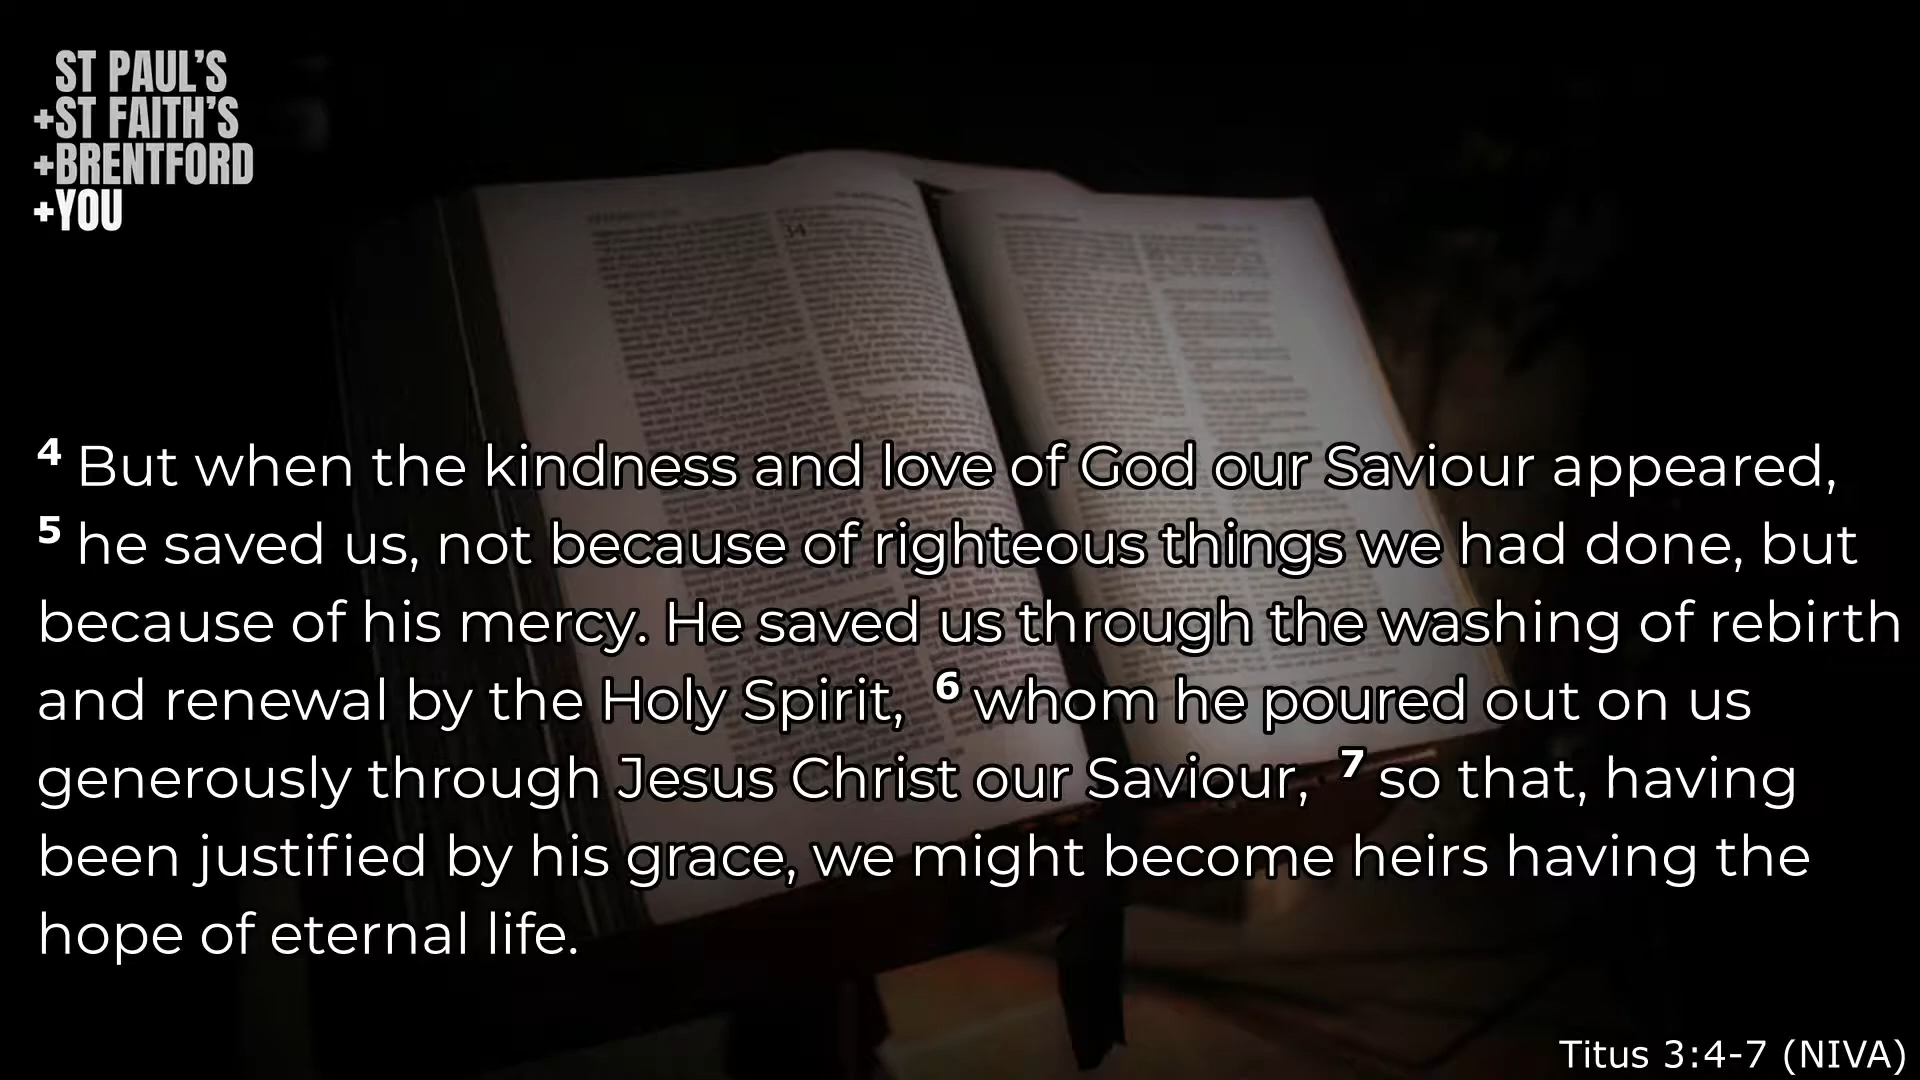 ST PAUL'S
+ST FAITH'S
+BRENTFORD
+YOU
34
4 But when the kindness and love of God our Saviour appeared,
5 he saved us, not because of righteous things we had done, but
because of his mercy. He saved us through the washing of rebirth
and renewal by the Holy Spirit, 6 whom he poured out on us
generously through Jesus Christ our Saviour, 7 so that, having
been justified by his grace, we might become heirs having the
hope of eternal life.
Titus 3:4-7 (NIVA)